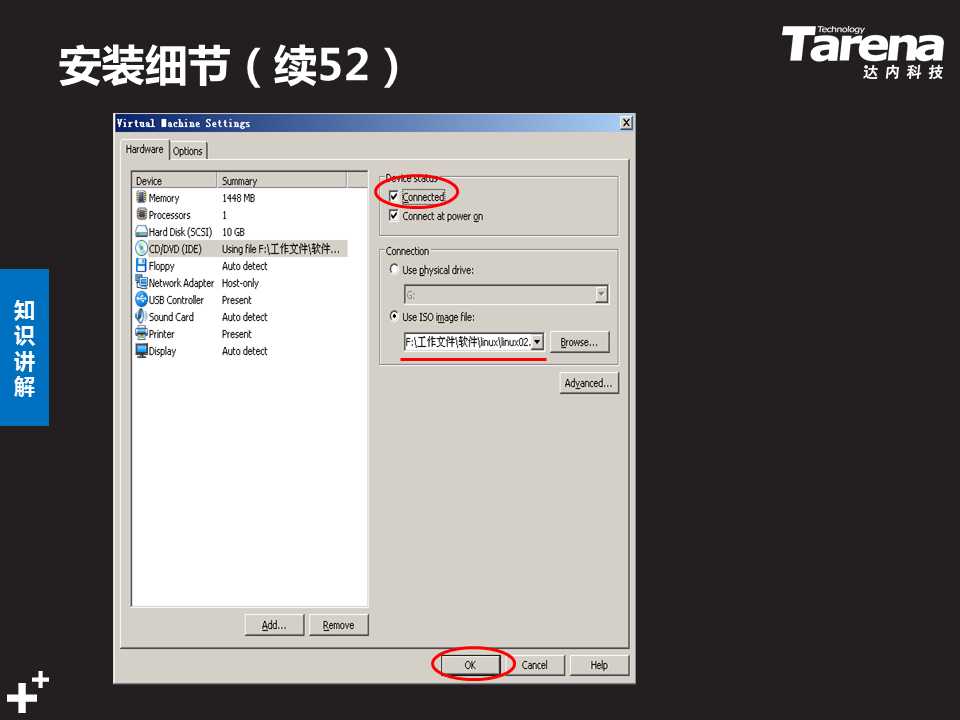 安装细节（续52）
Technology
Tarena
达内科技
知识讲解
Virtual Machine Settings
Hardware
Options
Device Summary
Memory 1448 MB
Processors 1
Hard Disk (SCSI) 10 GB
CD/DVD (IDE) Using file F:\工作文件\软件...
Floppy Auto detect
Network Adapter Host-only
USB Controller Present
Sound Card Auto detect
Printer Present
Display Auto detect
Add...
Remove
Device status
Connected
Connect at power on
Connection
Use physical drive:
G:
Use ISO image file:
F:\工作文件\软件\linux\linux02.
Browse...
Advanced...
OK
Cancel
Help